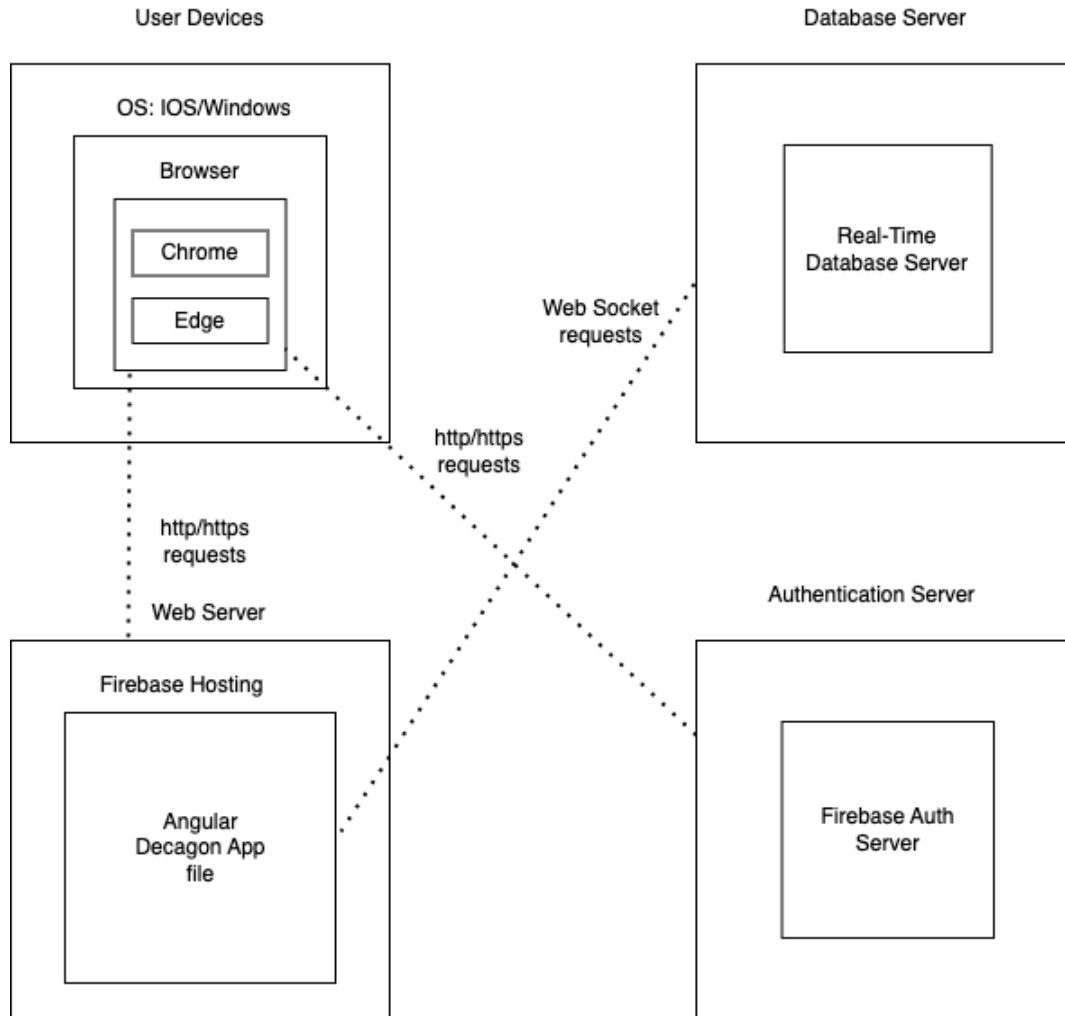 User Devices
Database Server
OS: IOS/Windows
Browser
Chrome
Edge
Real-Time
Database Server
Web Socket
requests
http/https
requests
http/https
requests
Web Server
Authentication Server
Firebase Hosting
Angular
Decagon App
file
Firebase Auth
Server